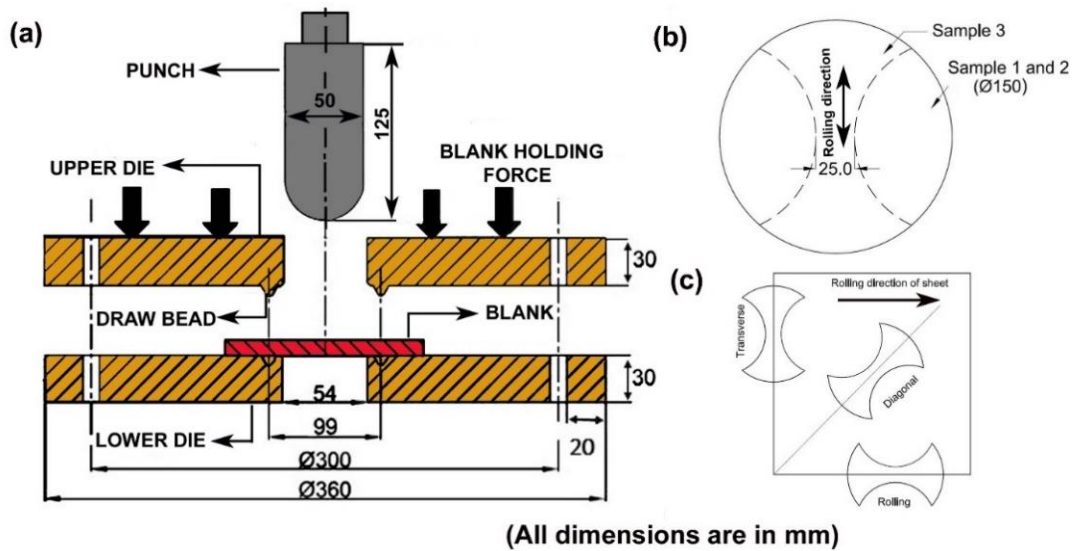 (a)
PUNCH
50
125
UPPER DIE
BLANK HOLDING
FORCE
30
DRAW BEAD
BLANK
30
54
99
20
LOWER DIE
Ø300
Ø360
(b)
Sample 3
Sample 1 and 2
(Ø150)
Rolling direction
25.0
(c)
Rolling direction of sheet
Transverse
Diagonal
Rolling
(All dimensions are in mm)